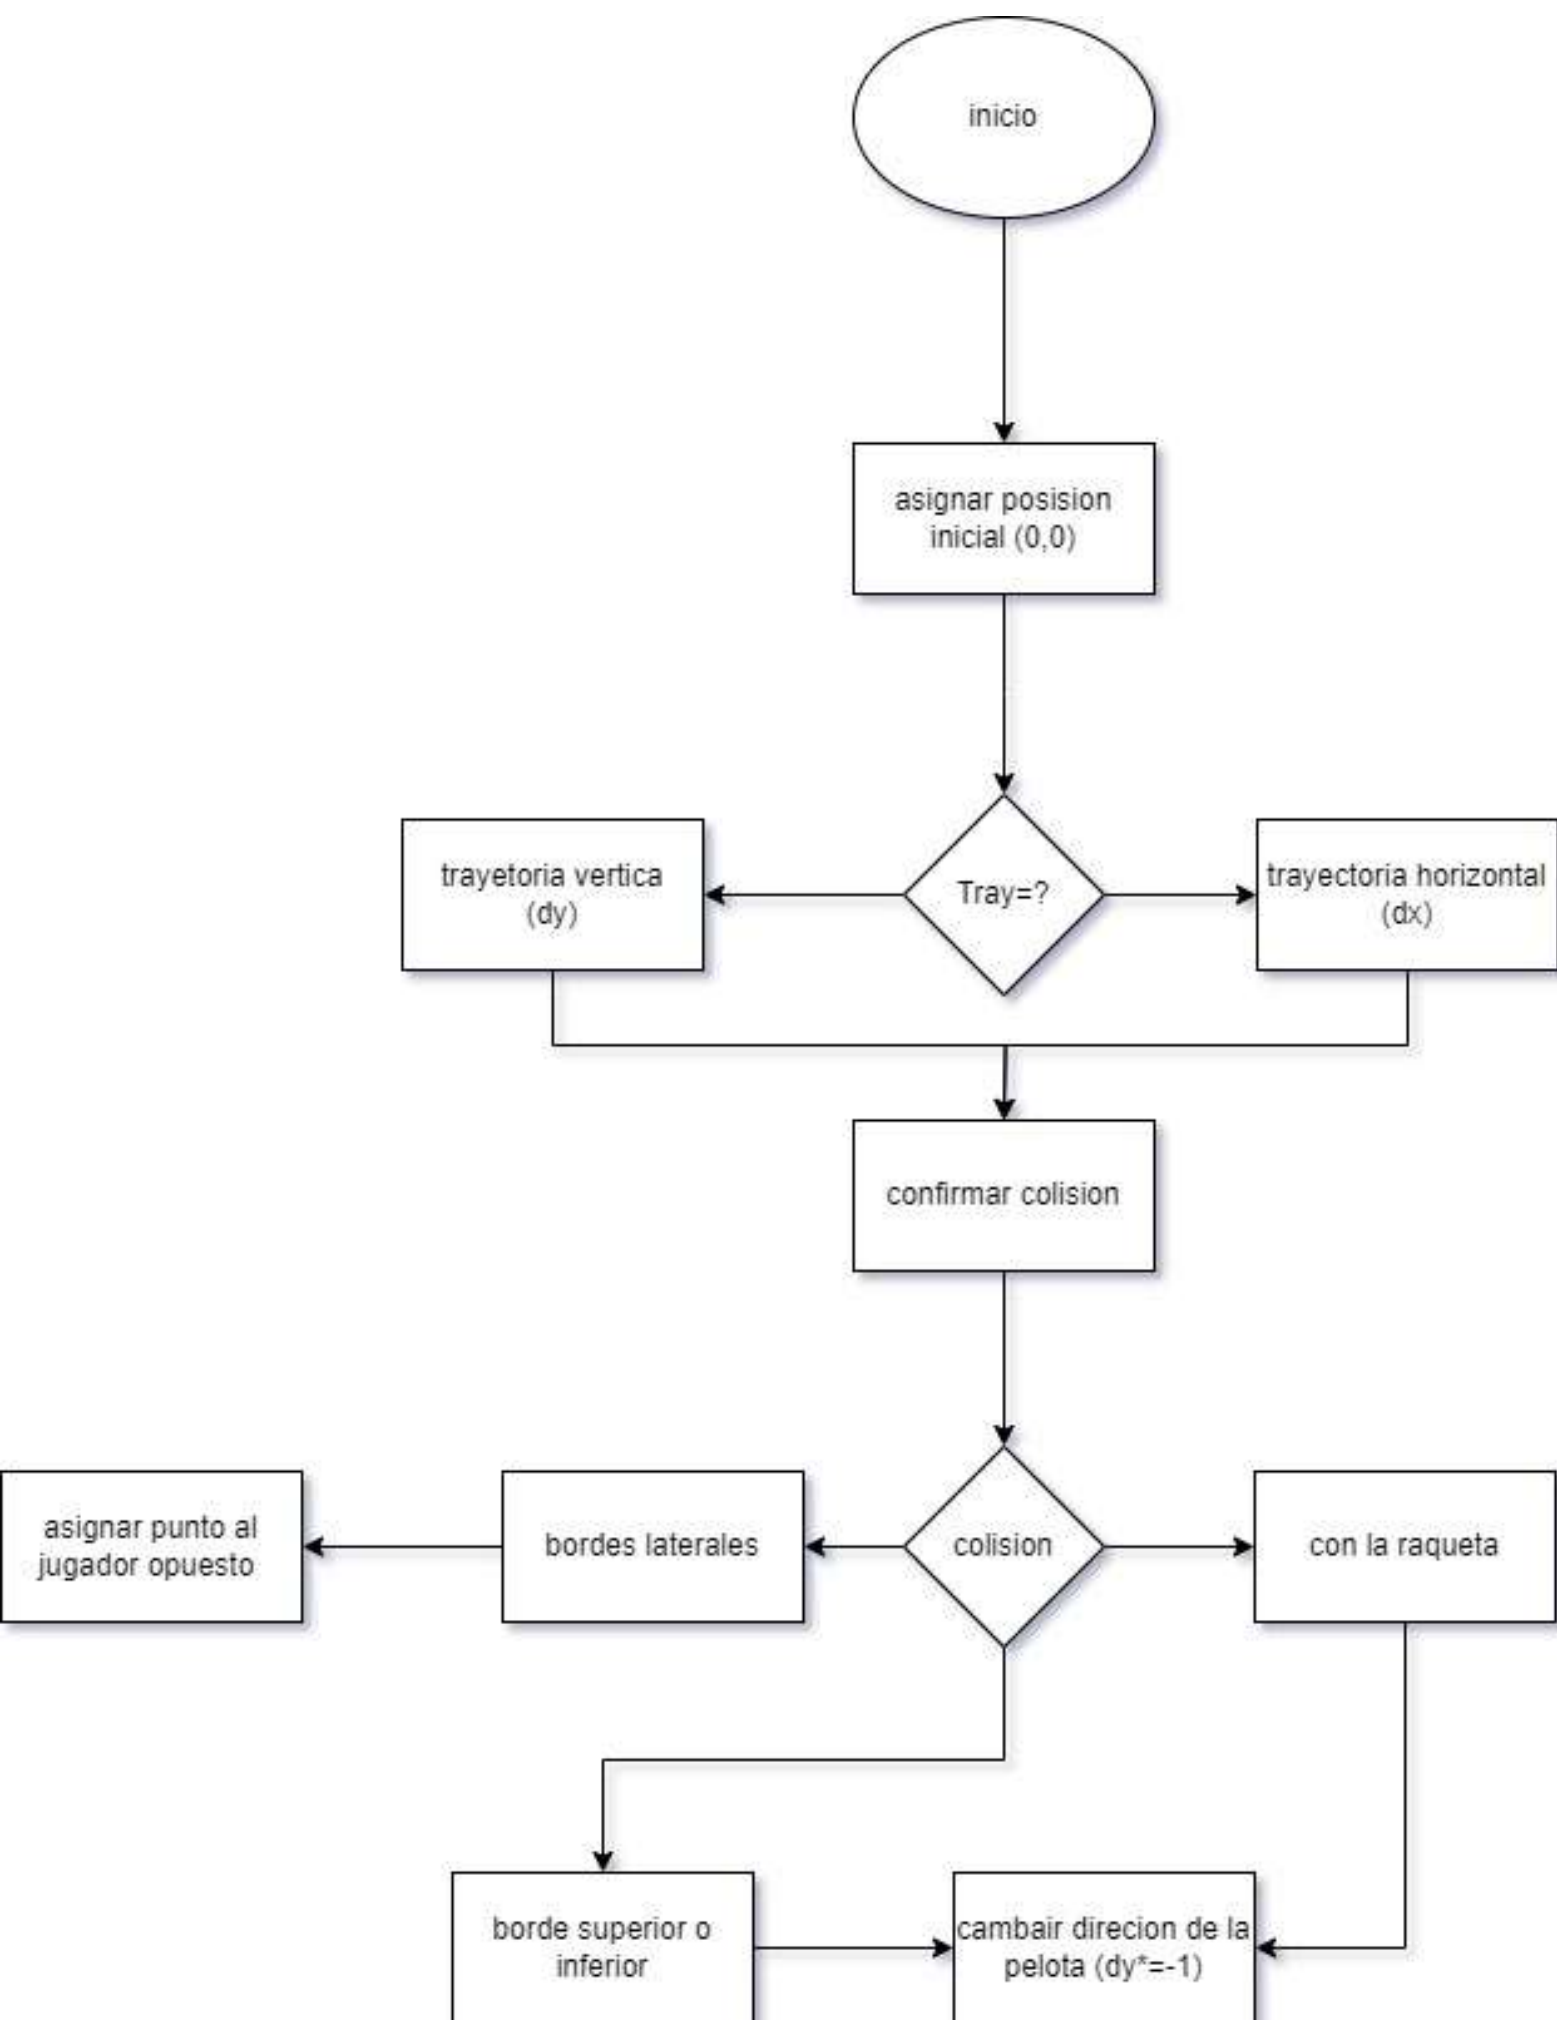 inicio
asignar posision
inicial (0,0)
trayetoria vertica
(dy)
Tray=?
trayectoria horizontal
(dx)
confirmar colision
asignar punto al
jugador opuesto
bordes laterales
colision
con la raqueta
borde superior o
inferior
cambair direcion de la
pelota (dy*=-1)